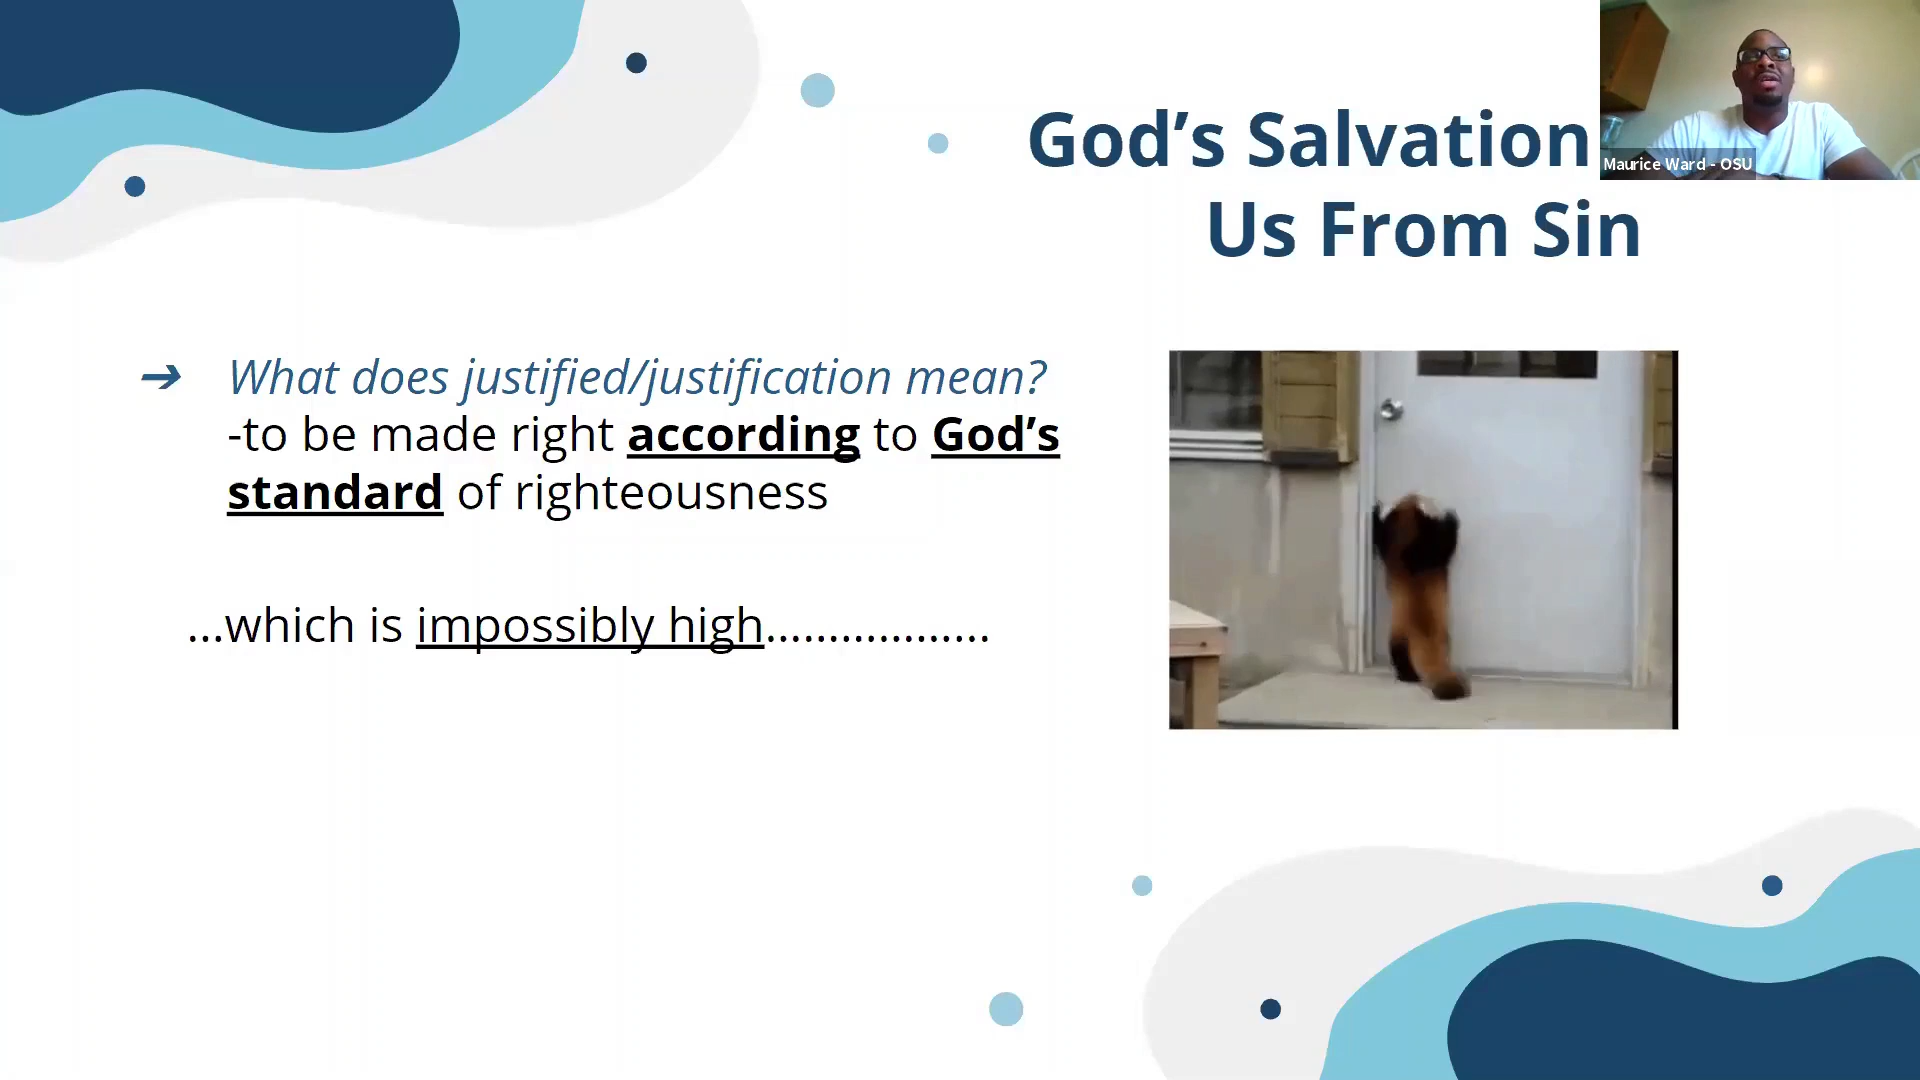 God’s Salvation
Us From Sin
Maurice Ward - OSU
➔ What does justified/justification mean?
-to be made right according to God’s
standard of righteousness
...which is impossibly high..................